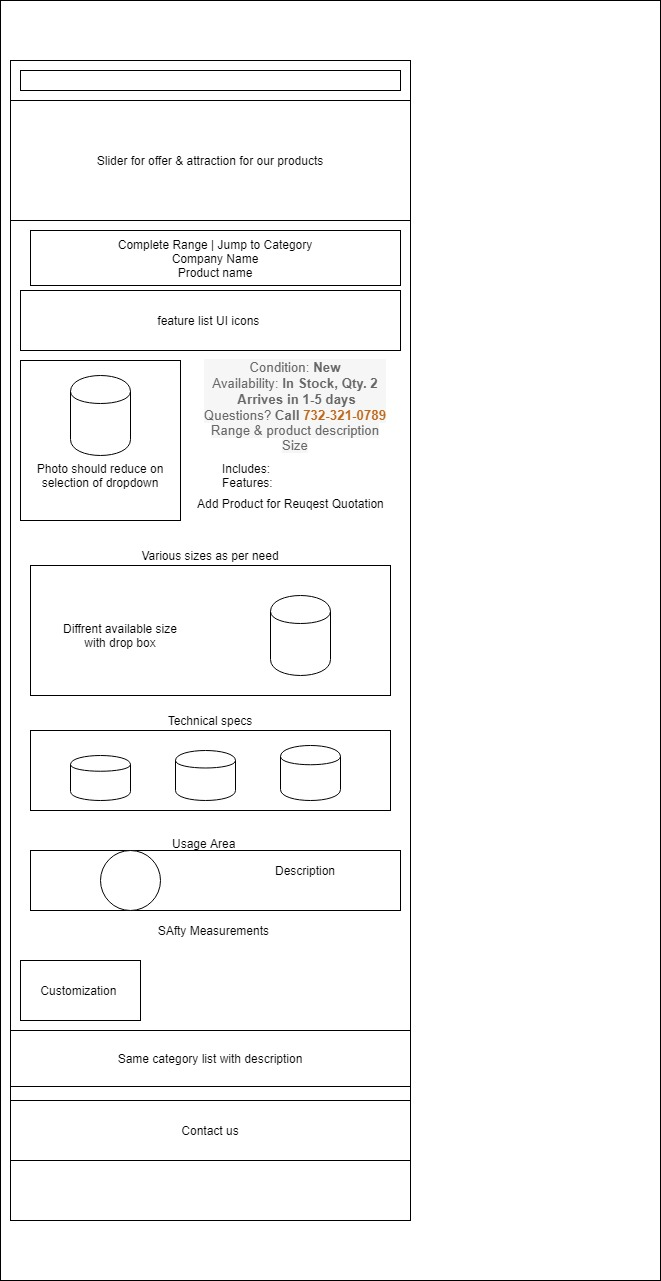 Slider for offer & attraction for our products
Complete Range | Jump to Category
Company Name
Product name
feature list UI icons
Condition: New
Availability: In Stock, Qty. 2
Arrives in 1-5 days
Questions? Call 732-321-0789
Range & product description
Size
Photo should reduce on
selection of dropdown
Includes:
Features:
Add Product for Reuqest Quotation
Various sizes as per need
Diffrent available size
with drop box
Technical specs
Usage Area
Description
SAfty Measurements
Customization
Same category list with description
Contact us